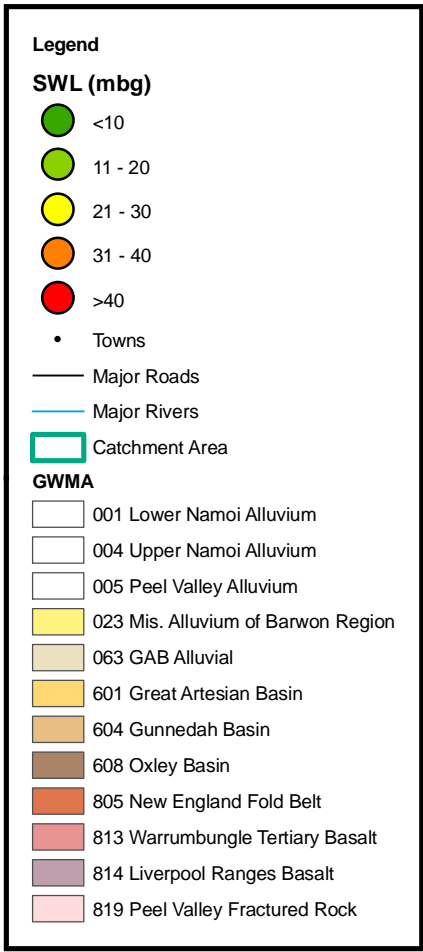 Legend
SWL (mbg)
<10
11 - 20
21 - 30
31 - 40
>40
Towns
Major Roads
Major Rivers
Catchment Area
GWMA
001 Lower Namoi Alluvium
004 Upper Namoi Alluvium
005 Peel Valley Alluvium
023 Mis. Alluvium of Barwon Region
063 GAB Alluvial
601 Great Artesian Basin
604 Gunnedah Basin
608 Oxley Basin
805 New England Fold Belt
813 Warrumbungle Tertiary Basalt
814 Liverpool Ranges Basalt
819 Peel Valley Fractured Rock